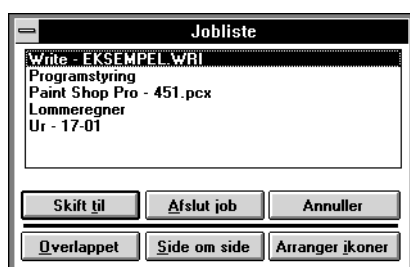 Jobliste
Write - EKSEMPEL.WRI
Programstyring
Paint Shop Pro - 451.pcx
Lommeregner
Ur - 17-01
Skift til Afslut job Annuller
Overlappet Side om side Arranger ikoner